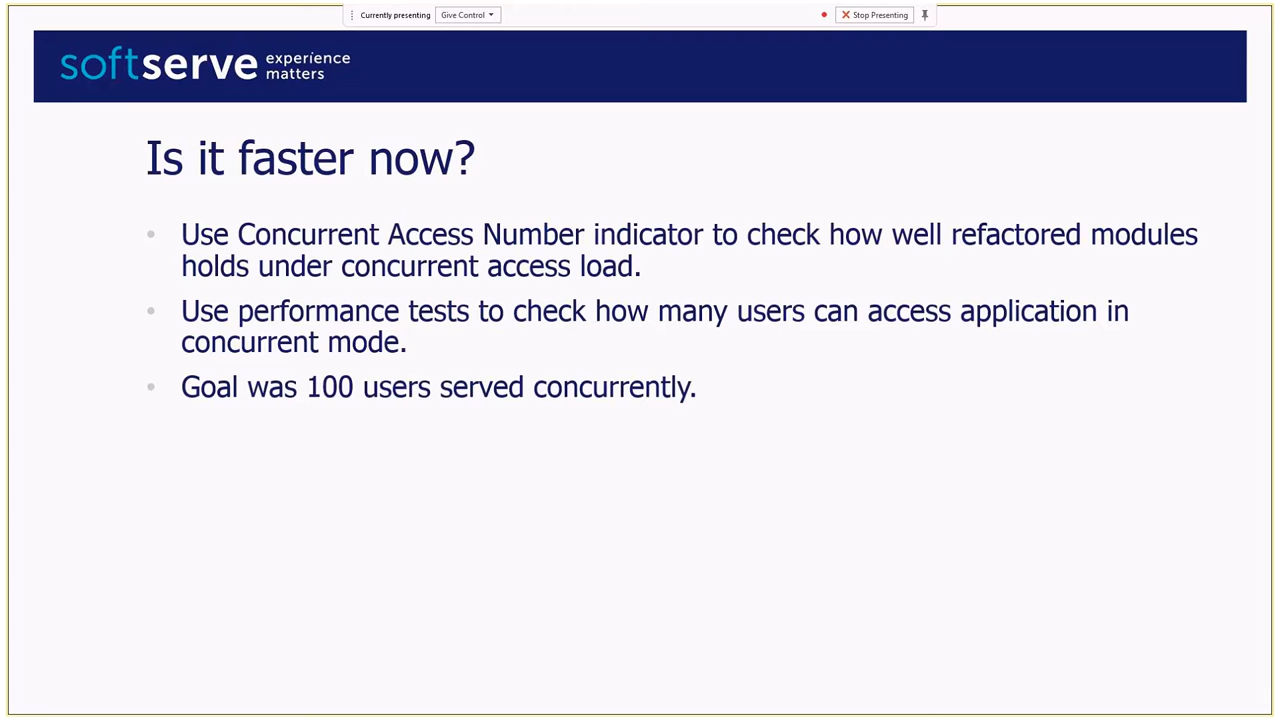 Currently presenting Give Control Stop Presenting
softserve experience matters
Is it faster now?
• Use Concurrent Access Number indicator to check how well refactored modules
holds under concurrent access load.
• Use performance tests to check how many users can access application in
concurrent mode.
• Goal was 100 users served concurrently.